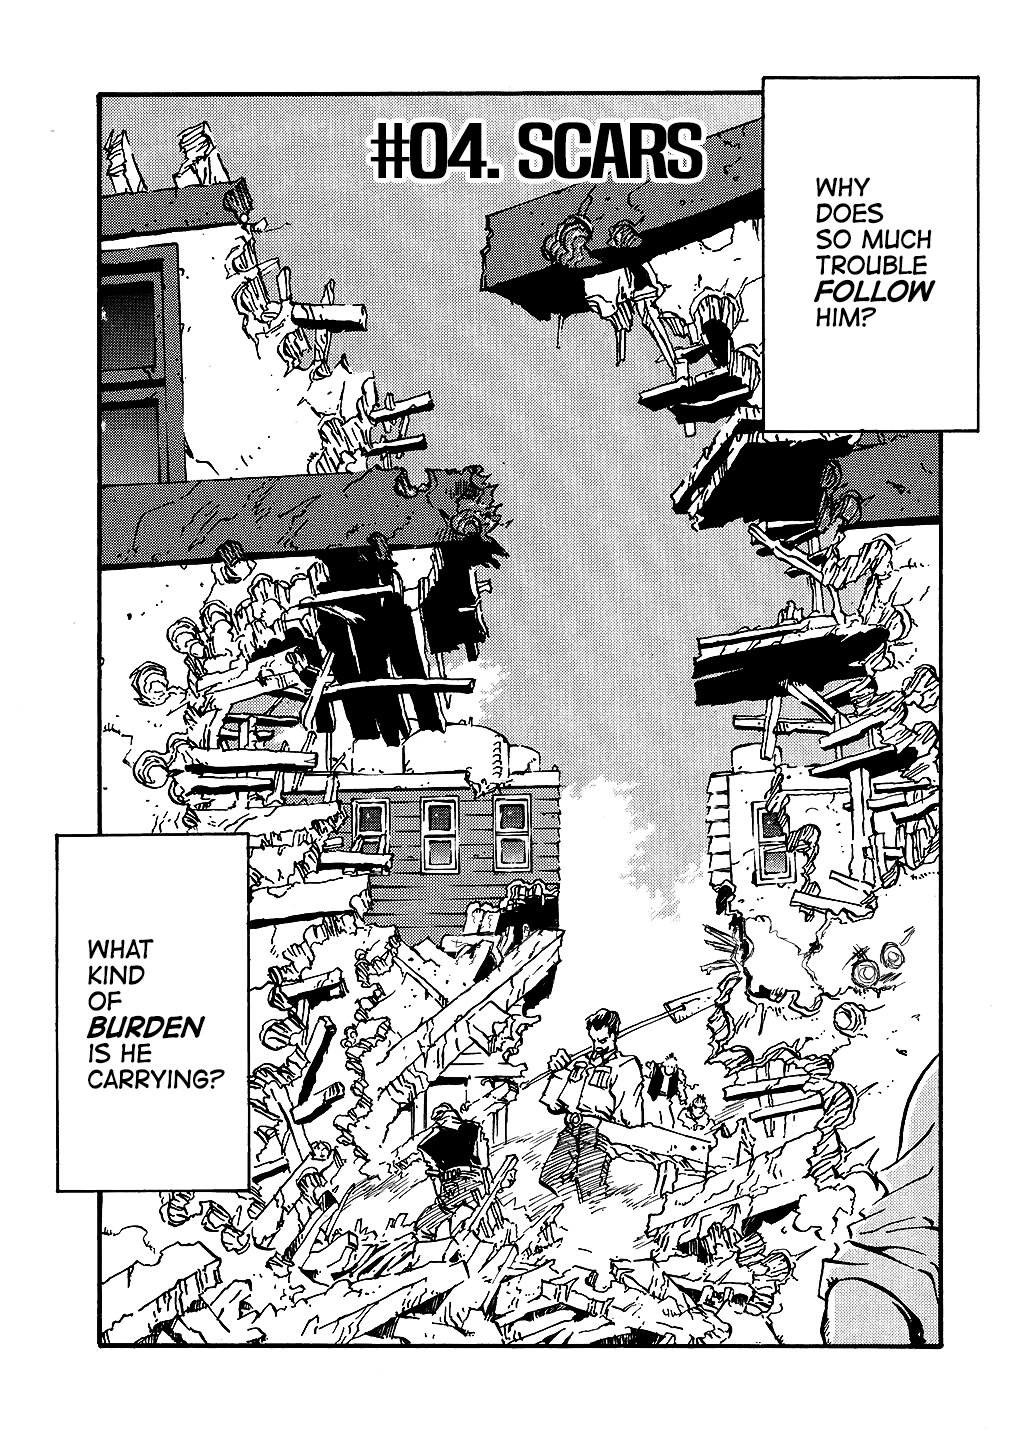 #04. SCARS
WHY
DOES
SO MUCH
TROUBLE
FOLLOW
HIM?
WHAT
KIND
OF
BURDEN
IS HE
CARRYING?